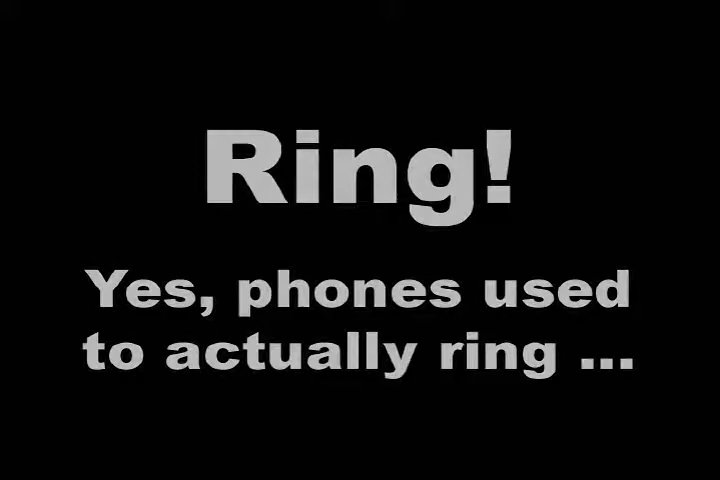 Ring!
Yes, phones used
to actually ring ...